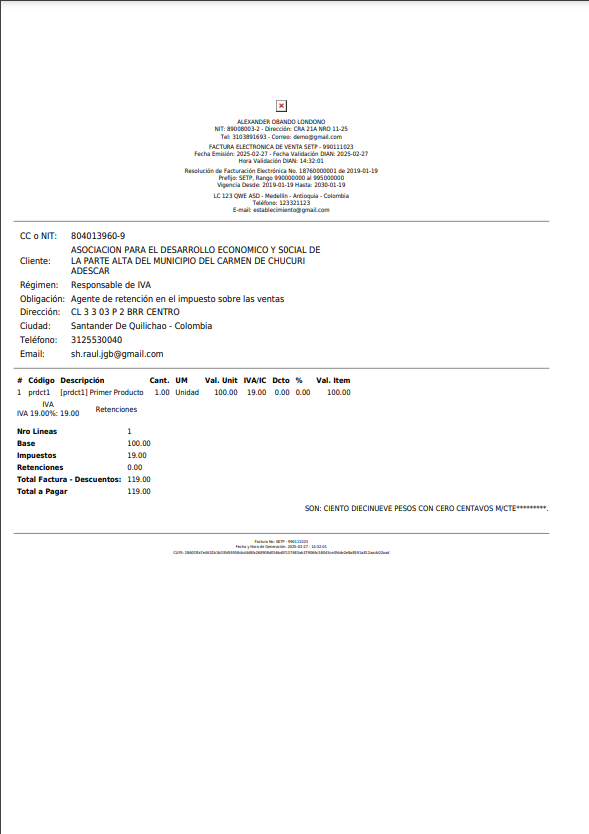 ALEXANDER OBANDO LONDONO
NIT: 89008003-2 - Dirección: CRA 21A NRO 11-25
Tel: 3103891693 - Correo: demo@gmail.com
FACTURA ELECTRONICA DE VENTA SETP - 990111023
Fecha Emisión: 2025-02-27 - Fecha Validación DIAN: 2025-02-27
Hora Validación DIAN: 14:32:01
Resolución de Facturación Electrónica No. 18760000001 de 2019-01-19
Prefijo: SETP, Rango 990000000 al 995000000
Vigencia Desde: 2019-01-19 Hasta: 2030-01-19
LC 123 QWE ASD - Medellín - Antioquia - Colombia
Teléfono: 123321123
E-mail: establecimiento@gmail.com
CC o NIT: 804013960-9
Cliente: ASOCIACION PARA EL DESARROLLO ECONOMICO Y SOCIAL DE
LA PARTE ALTA DEL MUNICIPIO DEL CARMEN DE CHUCURI
ADESCAR
Régimen: Responsable de IVA
Obligación: Agente de retención en el impuesto sobre las ventas
Dirección: CL 3 3 03 P 2 BRR CENTRO
Ciudad: Santander De Quilichao - Colombia
Teléfono: 3125530040
Email: sh.raul.jgb@gmail.com
# Código Descripción Cant. UM Val. Unit IVA/IC Dcto % Val. Item
1 prdct1 [prdct1] Primer Producto 1.00 Unidad 100.00 19.00 0.00 0.00 100.00
IVA
IVA 19.00%: 19.00 Retenciones
Nro Lineas 1
Base 100.00
Impuestos 19.00
Retenciones 0.00
Total Factura - Descuentos: 119.00
Total a Pagar 119.00
SON: CIENTO DIECINUEVE PESOS CON CERO CENTAVOS M/CTE*********.
Factura No: SETP - 990111023
Fecha y Hora de Generación: 2025-02-27 - 14:32:01
CUFE: